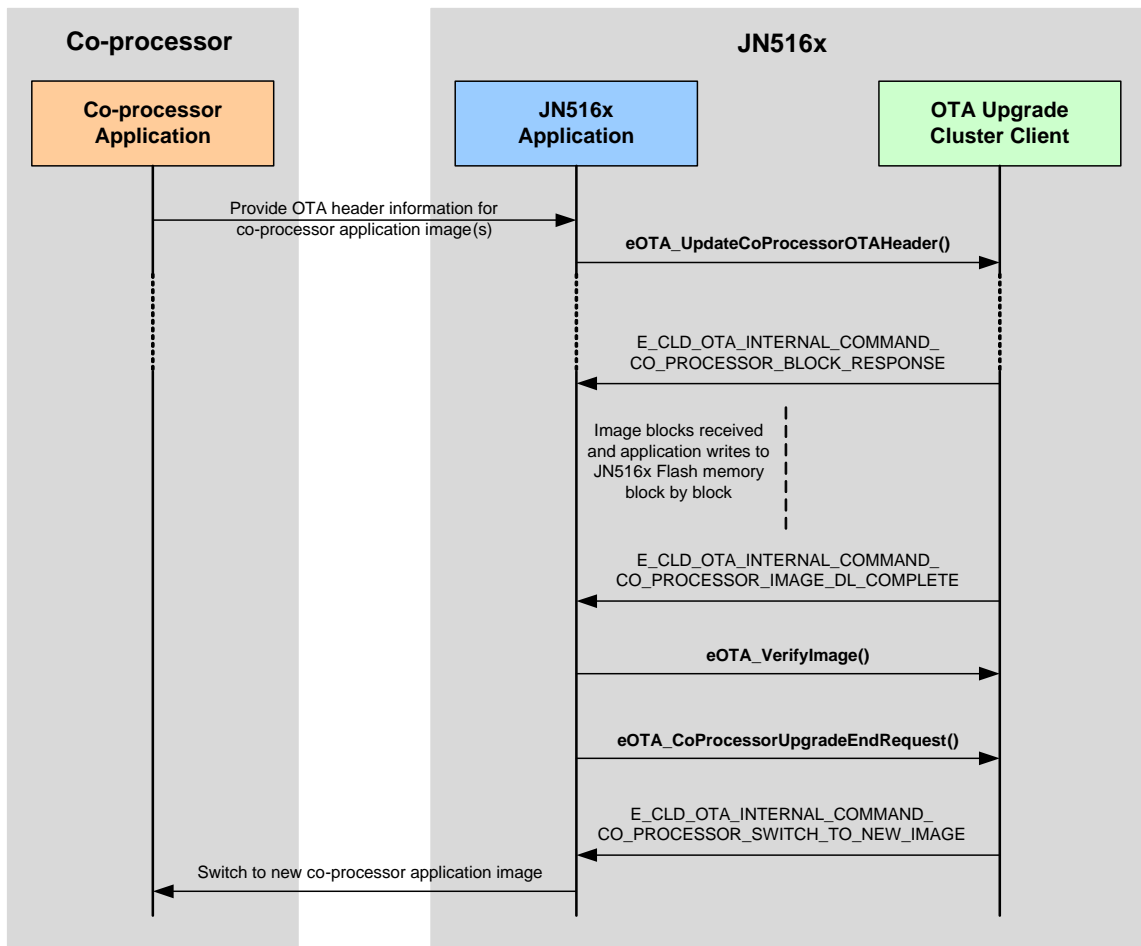 Co-processor
JN516x
Co-processor
Application
JN516x
Application
OTA Upgrade
Cluster Client
Provide OTA header information for
co-processor application image(s)
eOTA_UpdateCoProcessorOTAHeader()
E_CLD_OTA_INTERNAL_COMMAND_
CO_PROCESSOR_BLOCK_RESPONSE
Image blocks received
and application writes to
JN516x Flash memory
block by block
E_CLD_OTA_INTERNAL_COMMAND_
CO_PROCESSOR_IMAGE_DL_COMPLETE
eOTA_VerifyImage()
eOTA_CoProcessorUpgradeEndRequest()
E_CLD_OTA_INTERNAL_COMMAND_
CO_PROCESSOR_SWITCH_TO_NEW_IMAGE
Switch to new co-processor application image